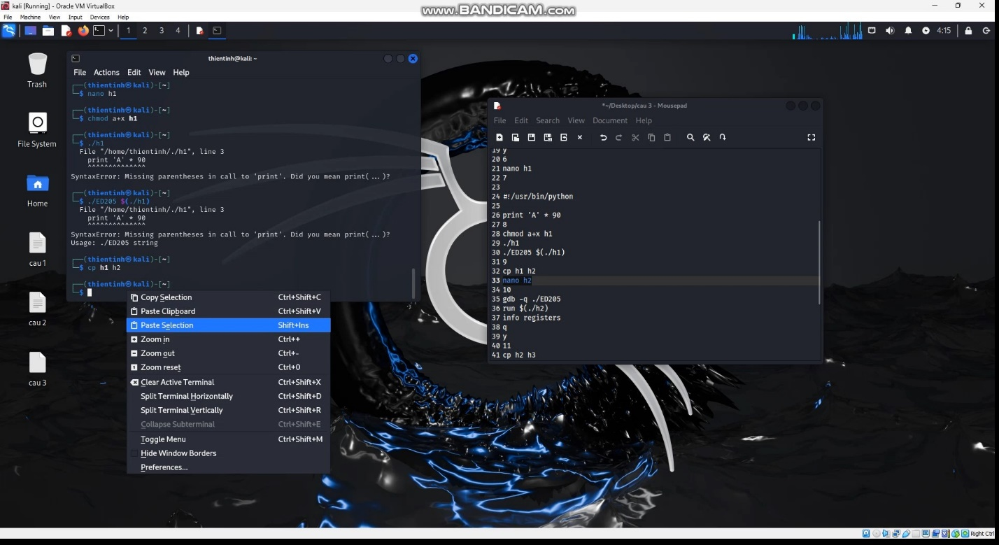 kali [Running] - Oracle VM VirtualBox
www.BANDICAM.com
File Machine View Input Devices Help
1 2 3 4
4:15
Trash
File System
Home
cau 1
cau 2
cau 3
thientinh@kali: ~
File Actions Edit View Help
┌──(thientinh㉿kali)-[~]
└─$ nano h1
┌──(thientinh㉿kali)-[~]
└─$ chmod a+x h1
┌──(thientinh㉿kali)-[~]
└─$ ./h1
File "/home/thientinh/./h1", line 3
print 'A' * 90
^^^^^^^^^^^^^^
SyntaxError: Missing parentheses in call to 'print'. Did you mean print(...)?
┌──(thientinh㉿kali)-[~]
└─$ ./ED205 $(./h1)
File "/home/thientinh/./h1", line 3
print 'A' * 90
^^^^^^^^^^^^^^
SyntaxError: Missing parentheses in call to 'print'. Did you mean print(...)?
Usage: ./ED205 string
┌──(thientinh㉿kali)-[~]
└─$ cp h1 h2
┌──(thientinh㉿kali)-[~]
└─$
Copy Selection Ctrl+Shift+C
Paste Clipboard Ctrl+Shift+V
Paste Selection Shift+Ins
Zoom in Ctrl++
Zoom out Ctrl+-
Zoom reset Ctrl+0
Clear Active Terminal Ctrl+Shift+X
Split Terminal Horizontally Ctrl+Shift+D
Split Terminal Vertically Ctrl+Shift+R
Collapse Subterminal Ctrl+Shift+E
Toggle Menu Ctrl+Shift+M
Hide Window Borders
Preferences...
*~/Desktop/cau 3 - Mousepad
File Edit Search View Document Help
19 y
20 6
21 nano h1
22 7
23
24 #!/usr/bin/python
25
26 print 'A' * 90
27 8
28 chmod a+x h1
29 ./h1
30 ./ED205 $(./h1)
31 9
32 cp h1 h2
33 nano h2
34 10
35 gdb -q ./ED205
36 run $(./h2)
37 info registers
38 q
39 y
40 11
41 cp h2 h3
Right Ctrl